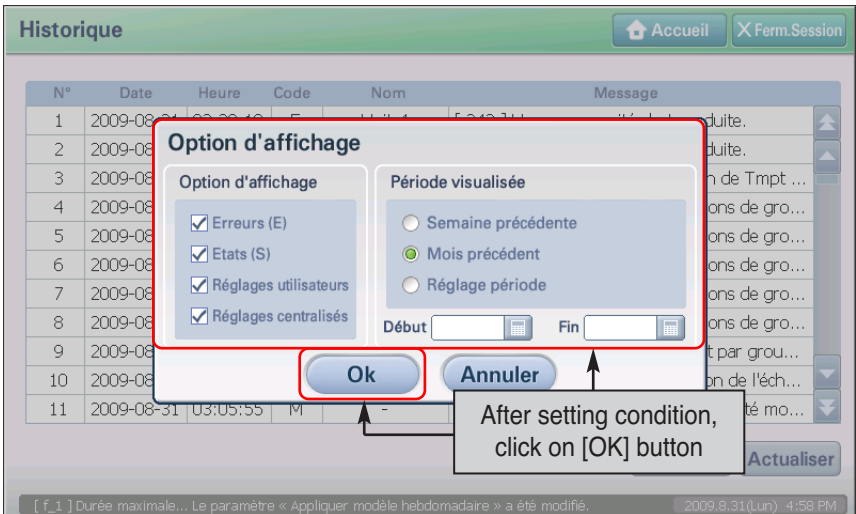 Historique
Accueil
X Ferm.Session
N° Date Heure Code Nom Message
1 2009-08-31
duite.
2 2009-08
duite.
3 2009-08
n de Tmpt ...
4 2009-08
ons de gro...
5 2009-08
ons de gro...
6 2009-08
ons de gro...
7 2009-08
ons de gro...
8 2009-08
ons de gro...
9 2009-08
t par grou...
10 2009-08
on de l'éch...
11 2009-08-31 03:05:55 M -
té mo...
Option d'affichage
Option d'affichage
Erreurs (E)
Etats (S)
Réglages utilisateurs
Réglages centralisés
Période visualisée
Semaine précédente
Mois précédent
Réglage période
Début
Fin
Ok
Annuler
After setting condition,
click on [OK] button
Actualiser
[ f_1 ] Durée maximale... Le paramètre « Appliquer modèle hebdomadaire » a été modifié.
2009.8.31(Lun) 4:58 PM